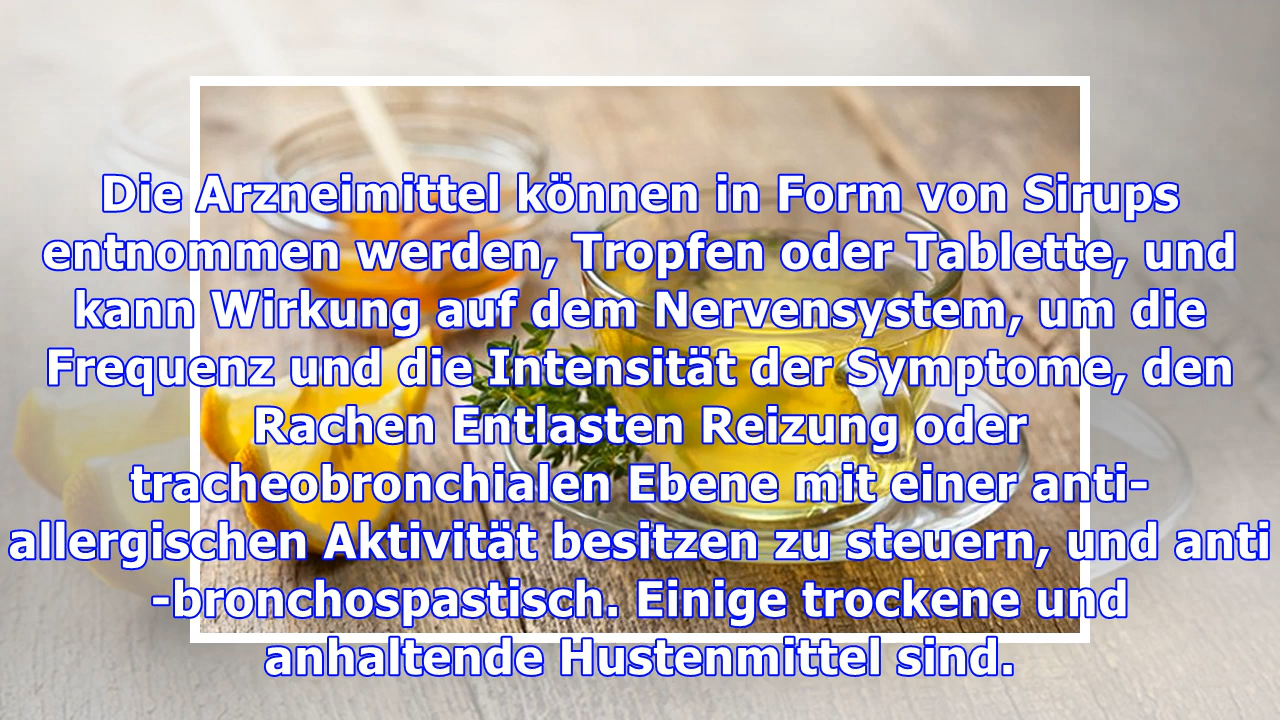 Die Arzneimittel können in Form von Sirups
entnommen werden, Tropfen oder Tablette, und
kann Wirkung auf dem Nervensystem, um die
Frequenz und die Intensität der Symptome, den
Rachen Entlasten Reizung oder
tracheobronchialen Ebene mit einer anti-
allergischen Aktivität besitzen zu steuern, und anti
-bronchospastisch. Einige trockene und
anhaltende Hustenmittel sind.